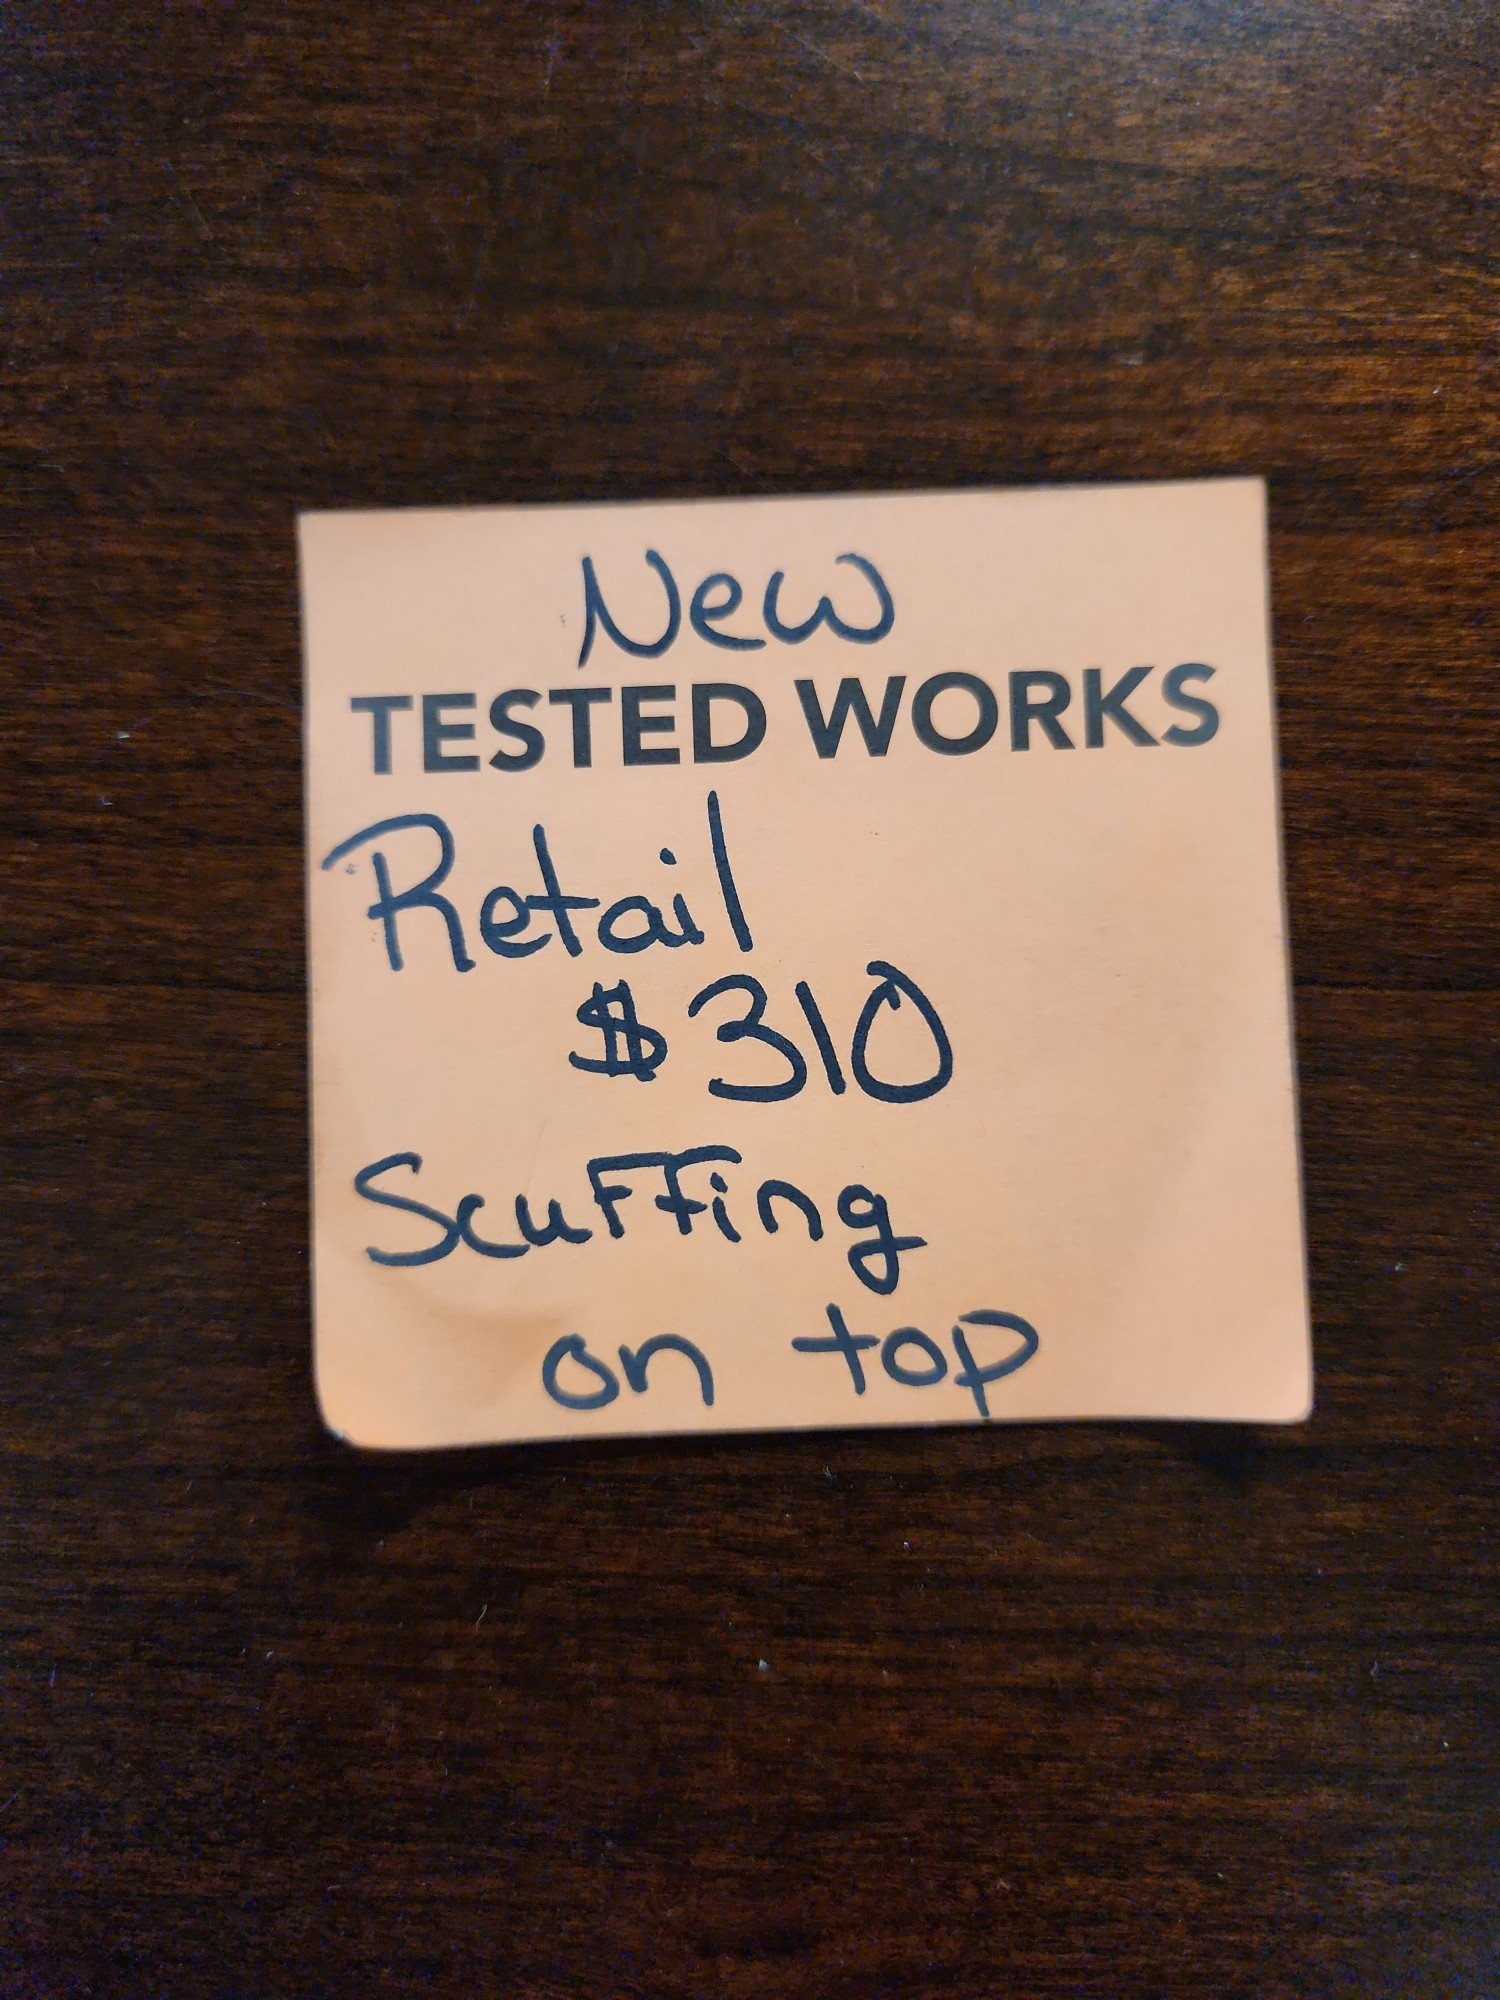 New
TESTED WORKS
Retail
$310
Scuffing
on top